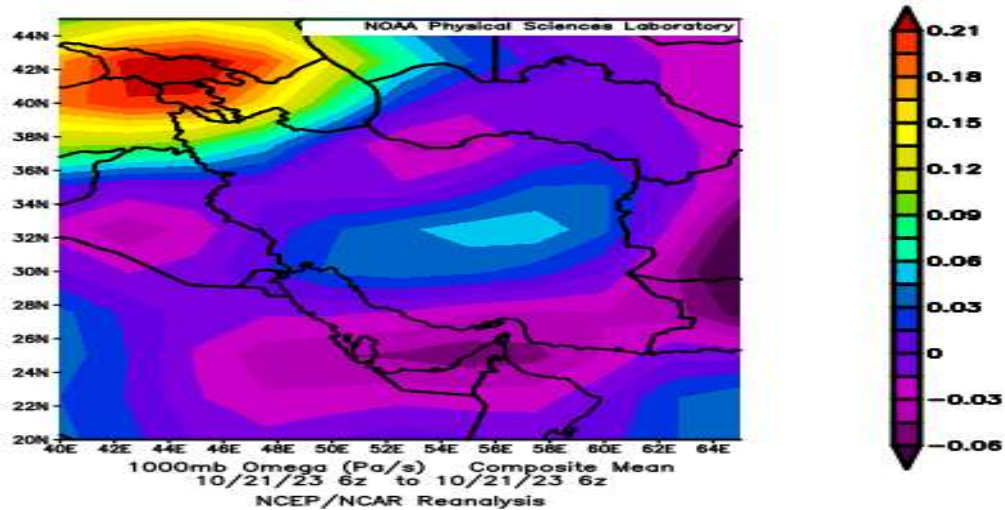 NOAA Physical Sciences Laboratory
44N
42N
40N
38N
36N
34N
32N
30N
28N
26N
24N
22N
20N
40E 42E 44E 46E 48E 50E 52E 54E 56E 58E 60E 62E 64E
0.21
0.18
0.15
0.12
0.09
0.06
0.03
0
−0.03
−0.06
1000mb Omega (Pa/s) Composite Mean
10/21/23 6z to 10/21/23 6z
NCEP/NCAR Reanalysis